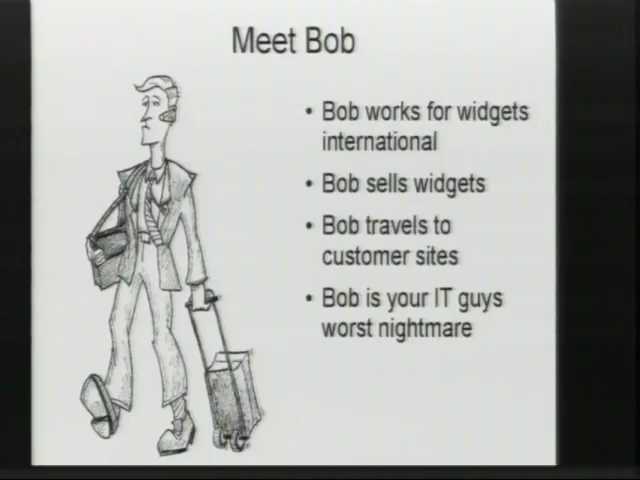 Meet Bob
• Bob works for widgets
international
• Bob sells widgets
• Bob travels to
customer sites
• Bob is your IT guys
worst nightmare